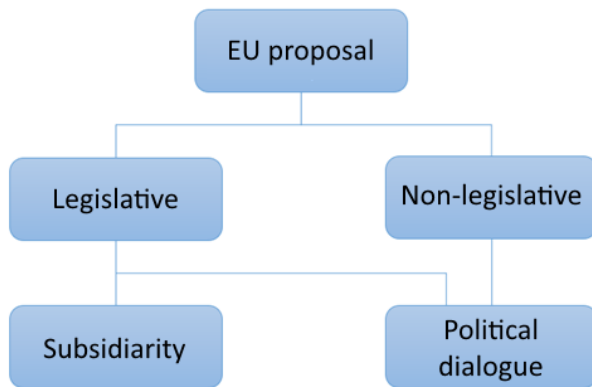 EU proposal
Legislative
Non-legislative
Subsidiarity
Political
dialogue